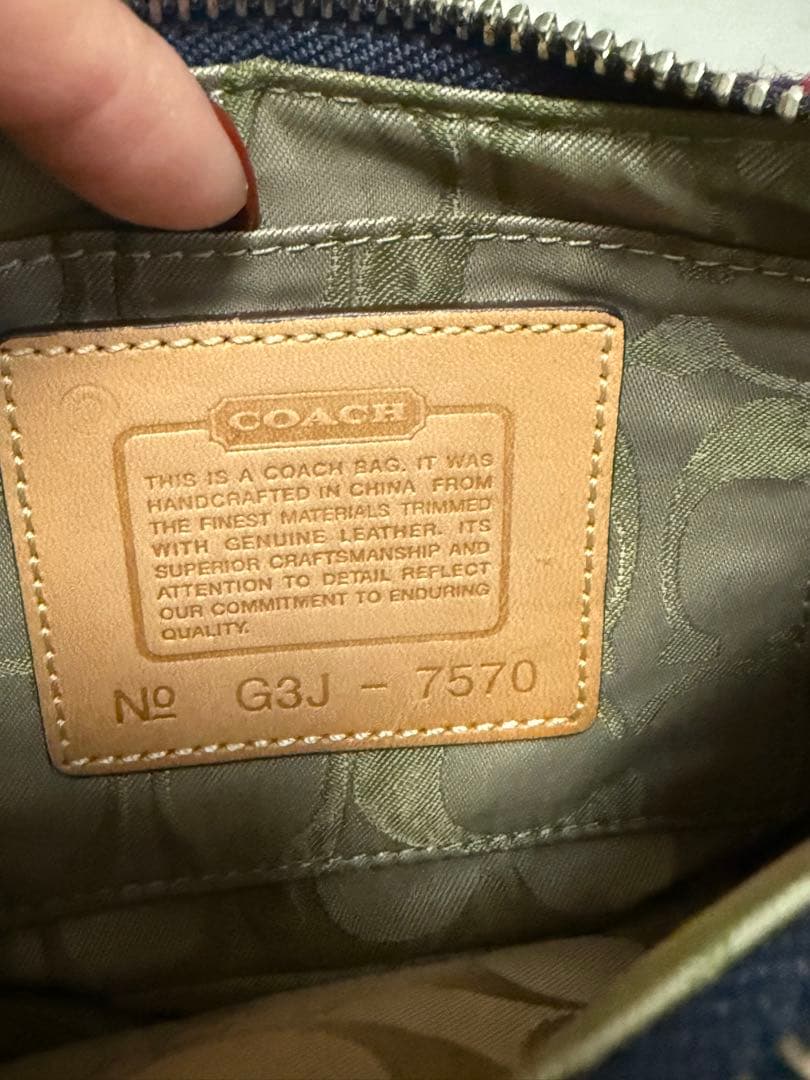 COACH
THIS IS A COACH BAG. IT WAS
HANDCRAFTED IN CHINA FROM
THE FINEST MATERIALS TRIMMED
WITH GENUINE LEATHER. ITS
SUPERIOR CRAFTSMANSHIP AND
ATTENTION TO DETAIL REFLECT
OUR COMMITMENT TO ENDURING
QUALITY.
Nº G3J - 7570